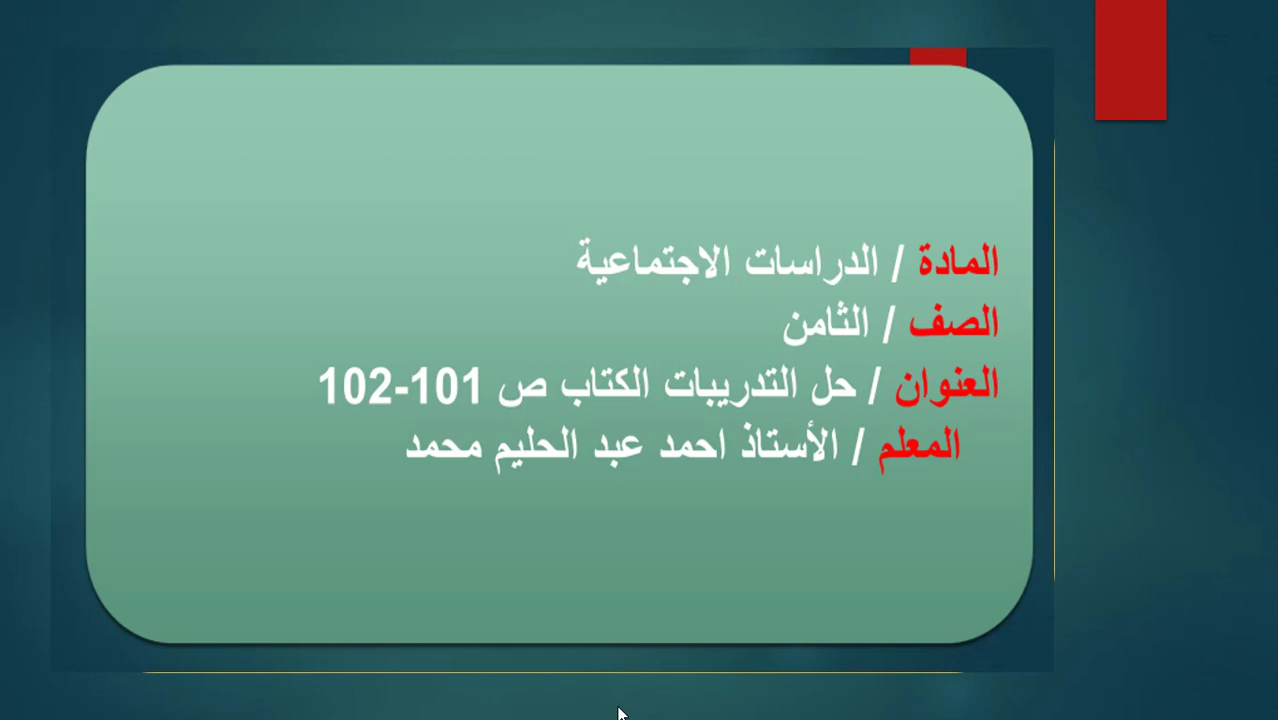 المادة / الدراسات الاجتماعية
الصف / الثامن
العنوان / حل التدريبات الكتاب ص 101-102
المعلم / الأستاذ احمد عبد الحليم محمد